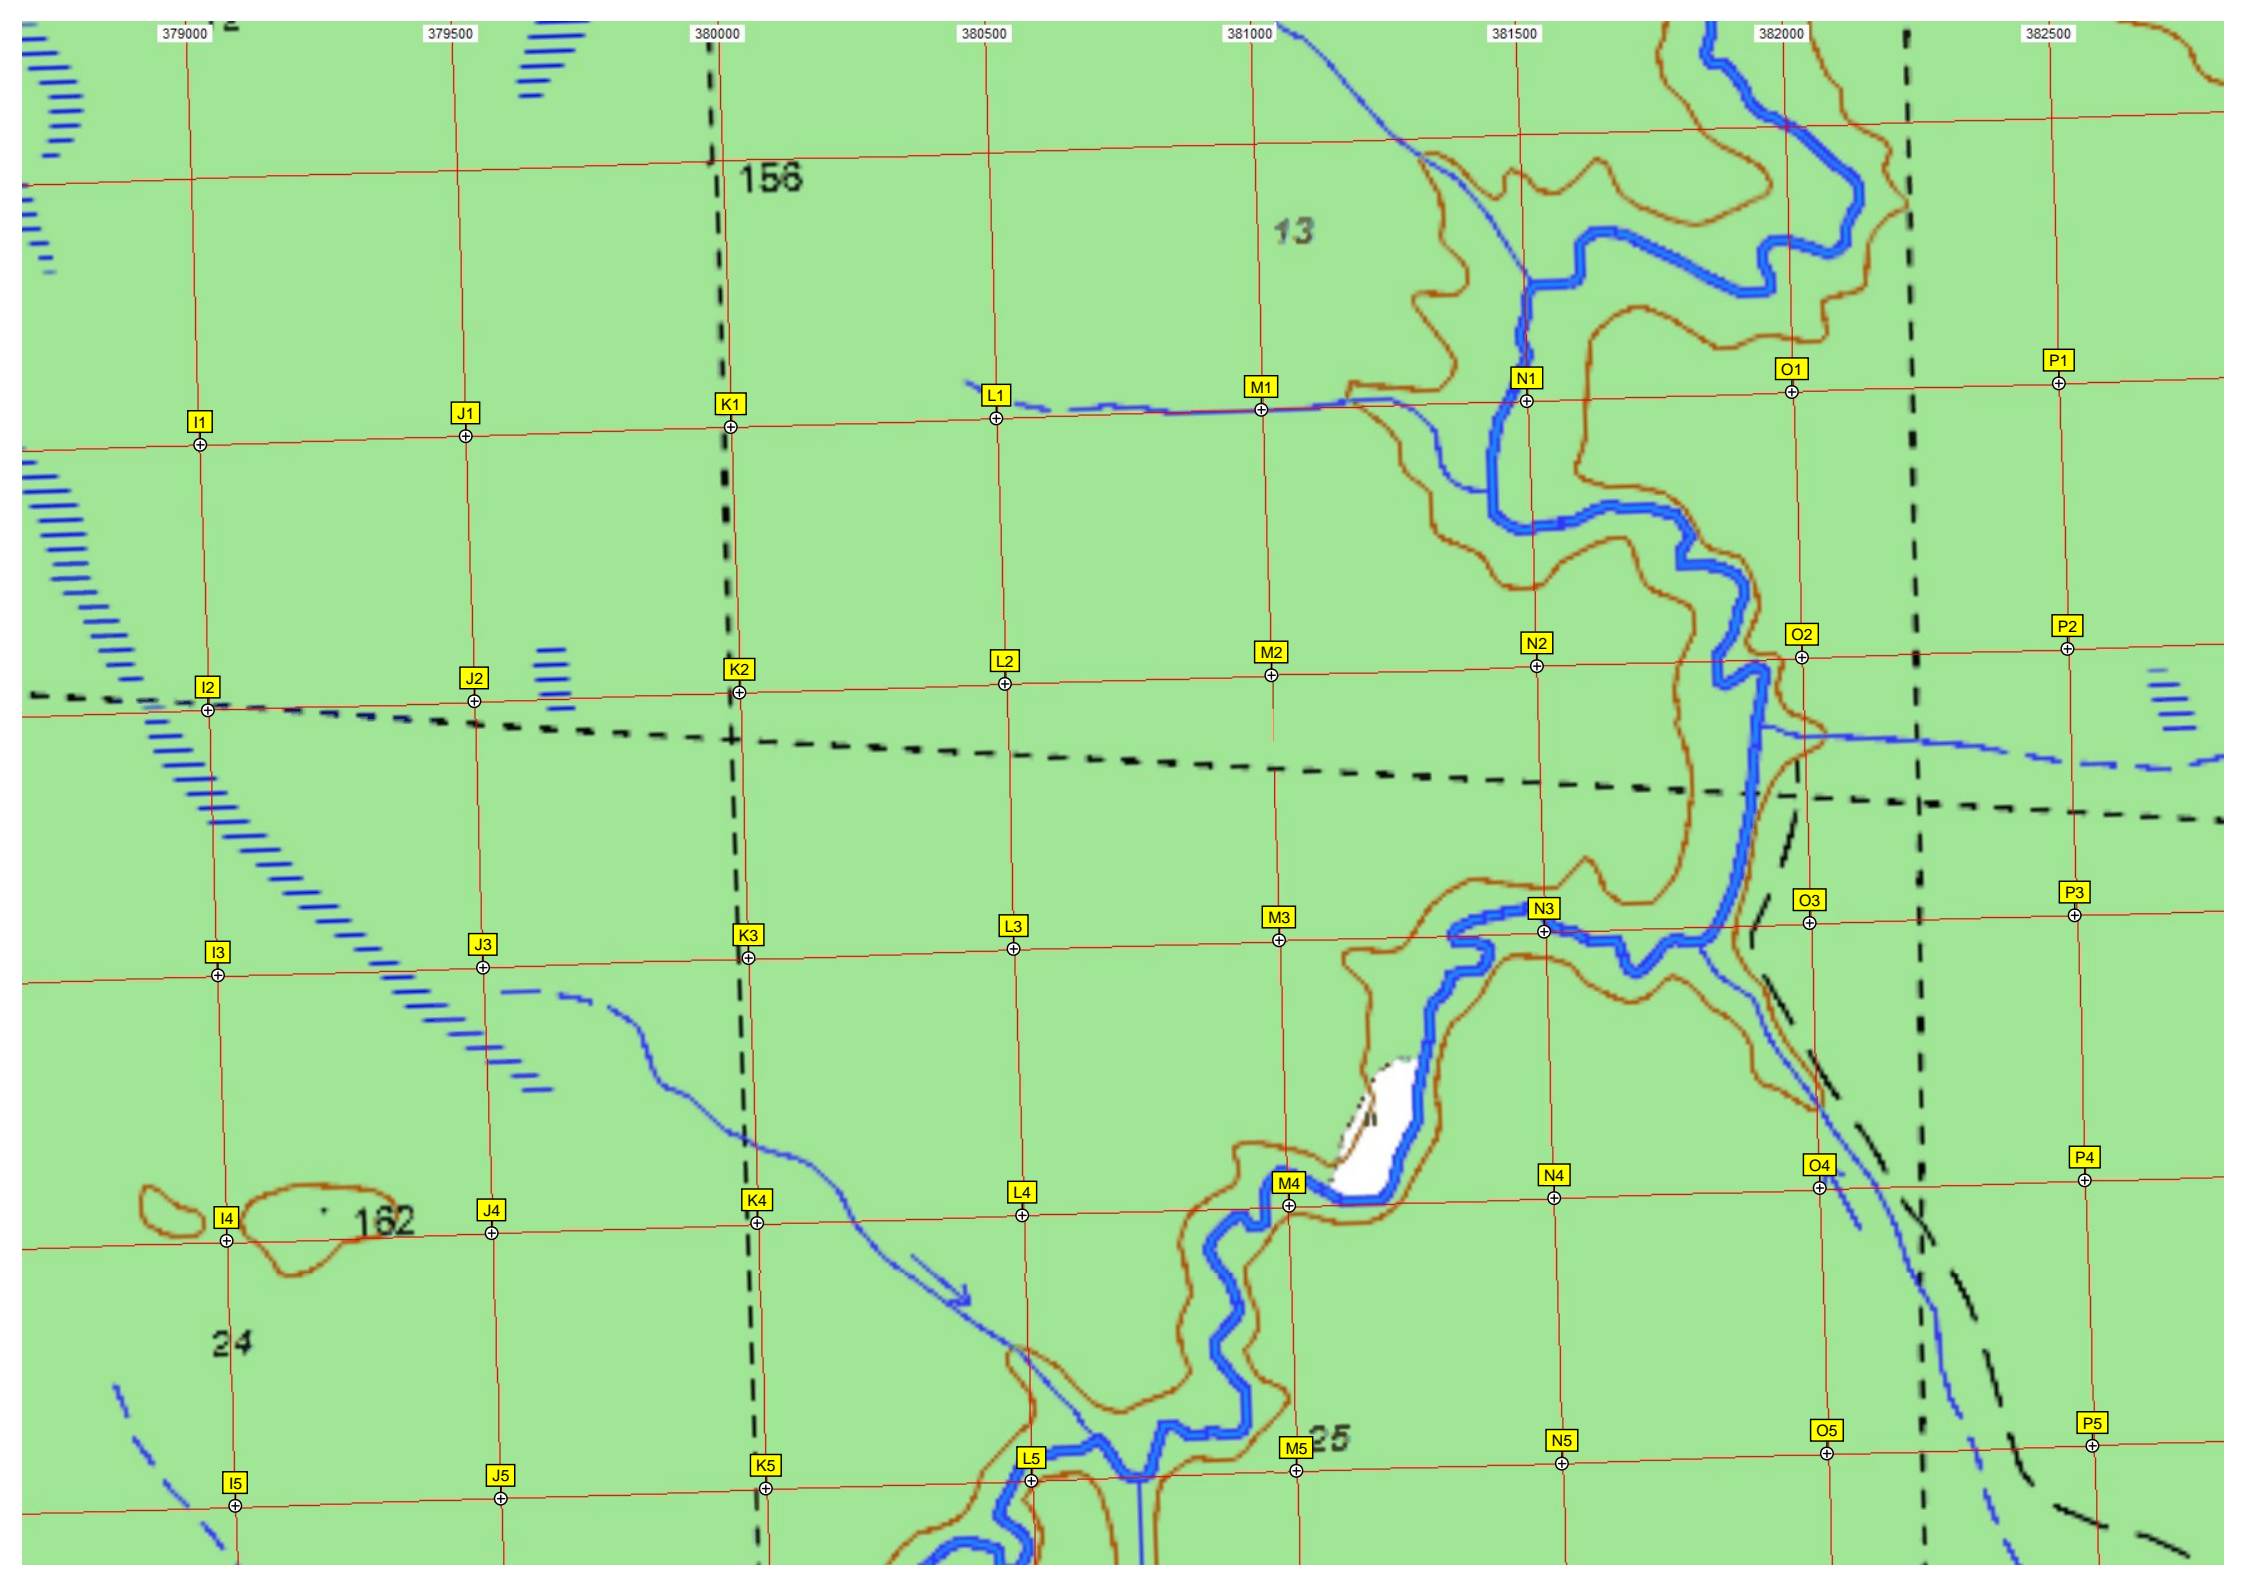 379000 379500 380000 380500 381000 381500 382000 382500
156
13
I1 J1 K1 L1 M1 N1 O1 P1
I2 J2 K2 L2 M2 N2 O2 P2
I3 J3 K3 L3 M3 N3 O3 P3
I4 J4 K4 L4 M4 N4 O4 P4
162
24
25
I5 J5 K5 L5 M5 N5 O5 P5